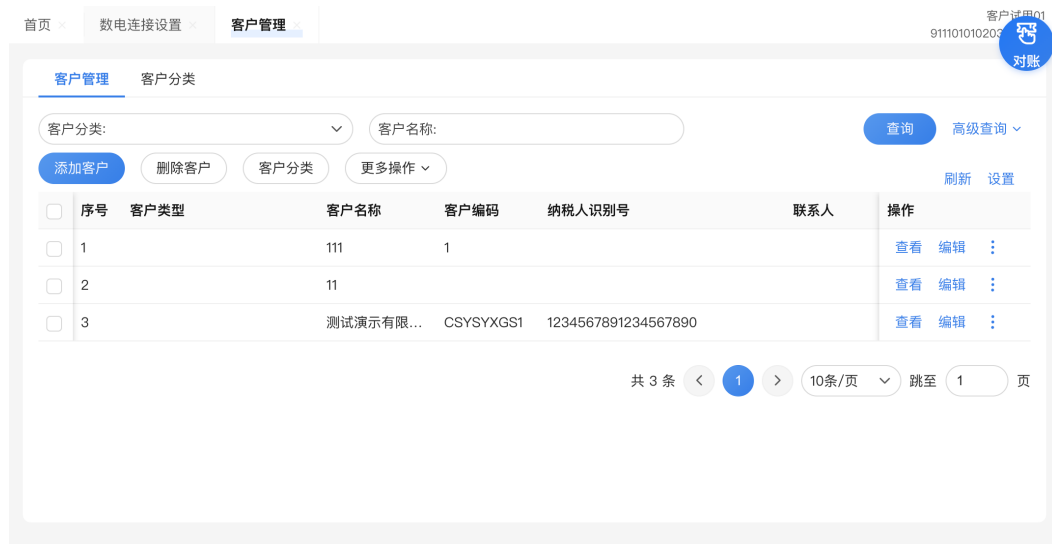 首页 数电连接设置 客户管理
客户试用01
91110101020
对账
客户管理 客户分类
客户分类: 客户名称: 查询 高级查询
添加客户 删除客户 客户分类 更多操作
刷新 设置
序号 客户类型 客户名称 客户编码 纳税人识别号 联系人 操作
1 111 1 查看 编辑
2 11 查看 编辑
3 测试演示有限... CSYSYXGS1 1234567891234567890 查看 编辑
共 3 条 1 10条/页 跳至 1 页